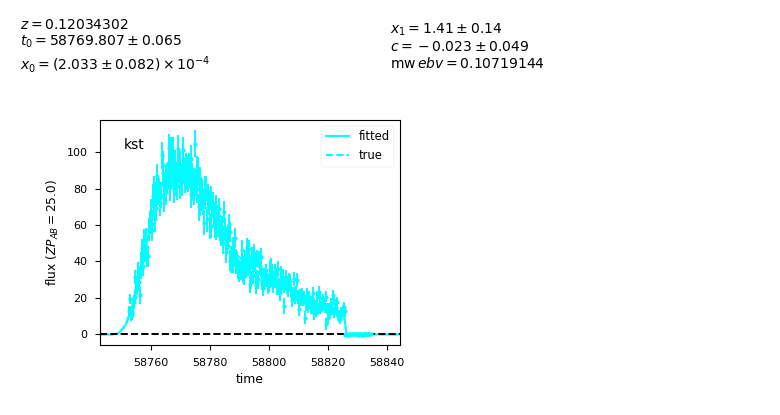 z = 0.12034302
t₀ = 58769.807 ± 0.065
x₀ = (2.033 ± 0.082) × 10⁻⁴
x₁ = 1.41 ± 0.14
c = −0.023 ± 0.049
mw ebv = 0.10719144
kst
fitted
true
100
80
60
40
20
0
flux (ZP_AB = 25.0)
58760 58780 58800 58820 58840
time